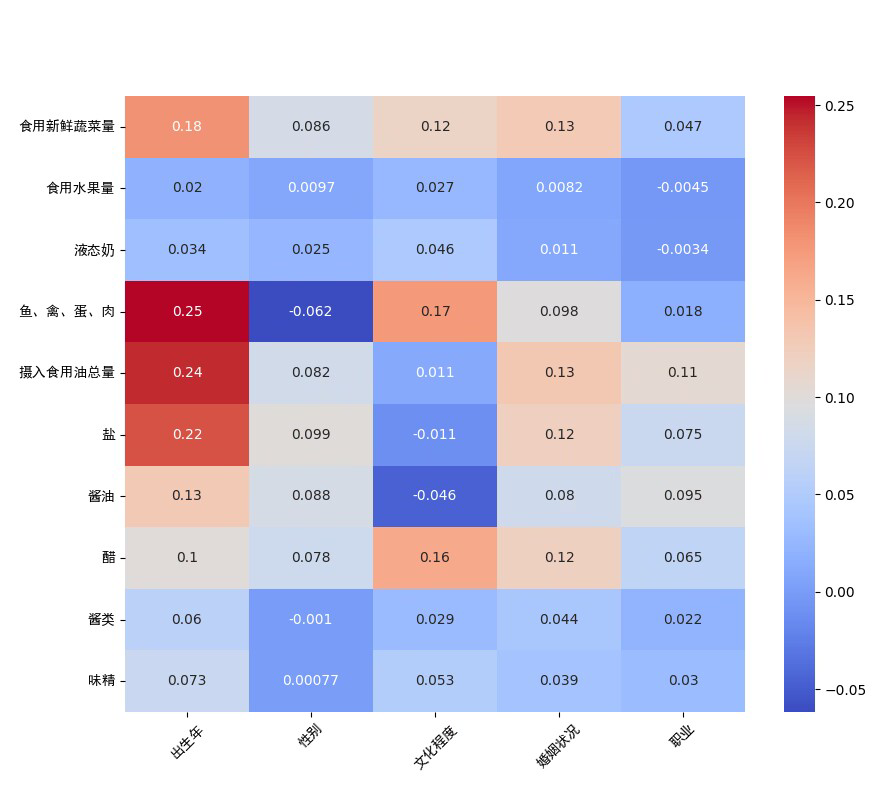 食用新鲜蔬菜量 0.18 0.086 0.12 0.13 0.047
食用水果量 0.02 0.0097 0.027 0.0082 -0.0045
液态奶 0.034 0.025 0.046 0.011 -0.0034
鱼、禽、蛋、肉 0.25 -0.062 0.17 0.098 0.018
摄入食用油总量 0.24 0.082 0.011 0.13 0.11
盐 0.22 0.099 -0.011 0.12 0.075
酱油 0.13 0.088 -0.046 0.08 0.095
醋 0.1 0.078 0.16 0.12 0.065
酱类 0.06 -0.001 0.029 0.044 0.022
味精 0.073 0.00077 0.053 0.039 0.03
出生年 性别 文化程度 婚姻状况 职业
0.25
0.20
0.15
0.10
0.05
0.00
−0.05